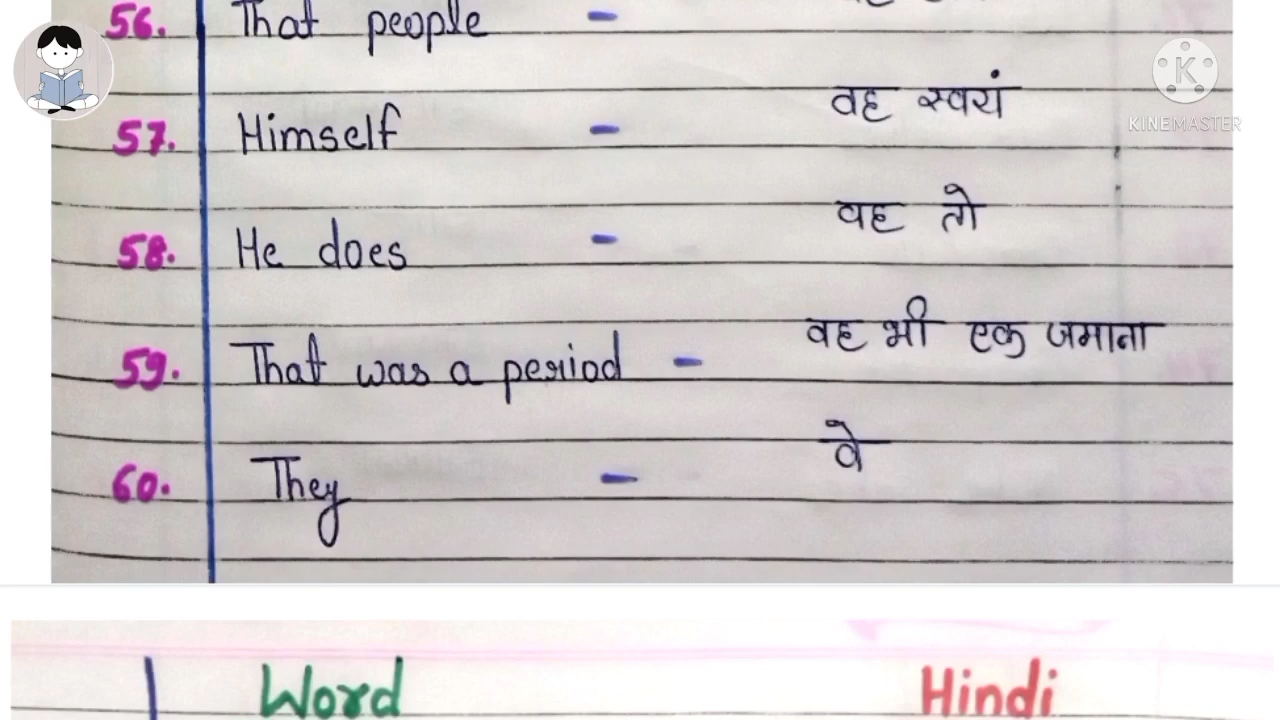 56. That people -
57. Himself - वह स्वयं
58. He does - वह तो
59. That was a period - वह भी एक जमाना
60. They - वे
Word Hindi
KINEMASTER